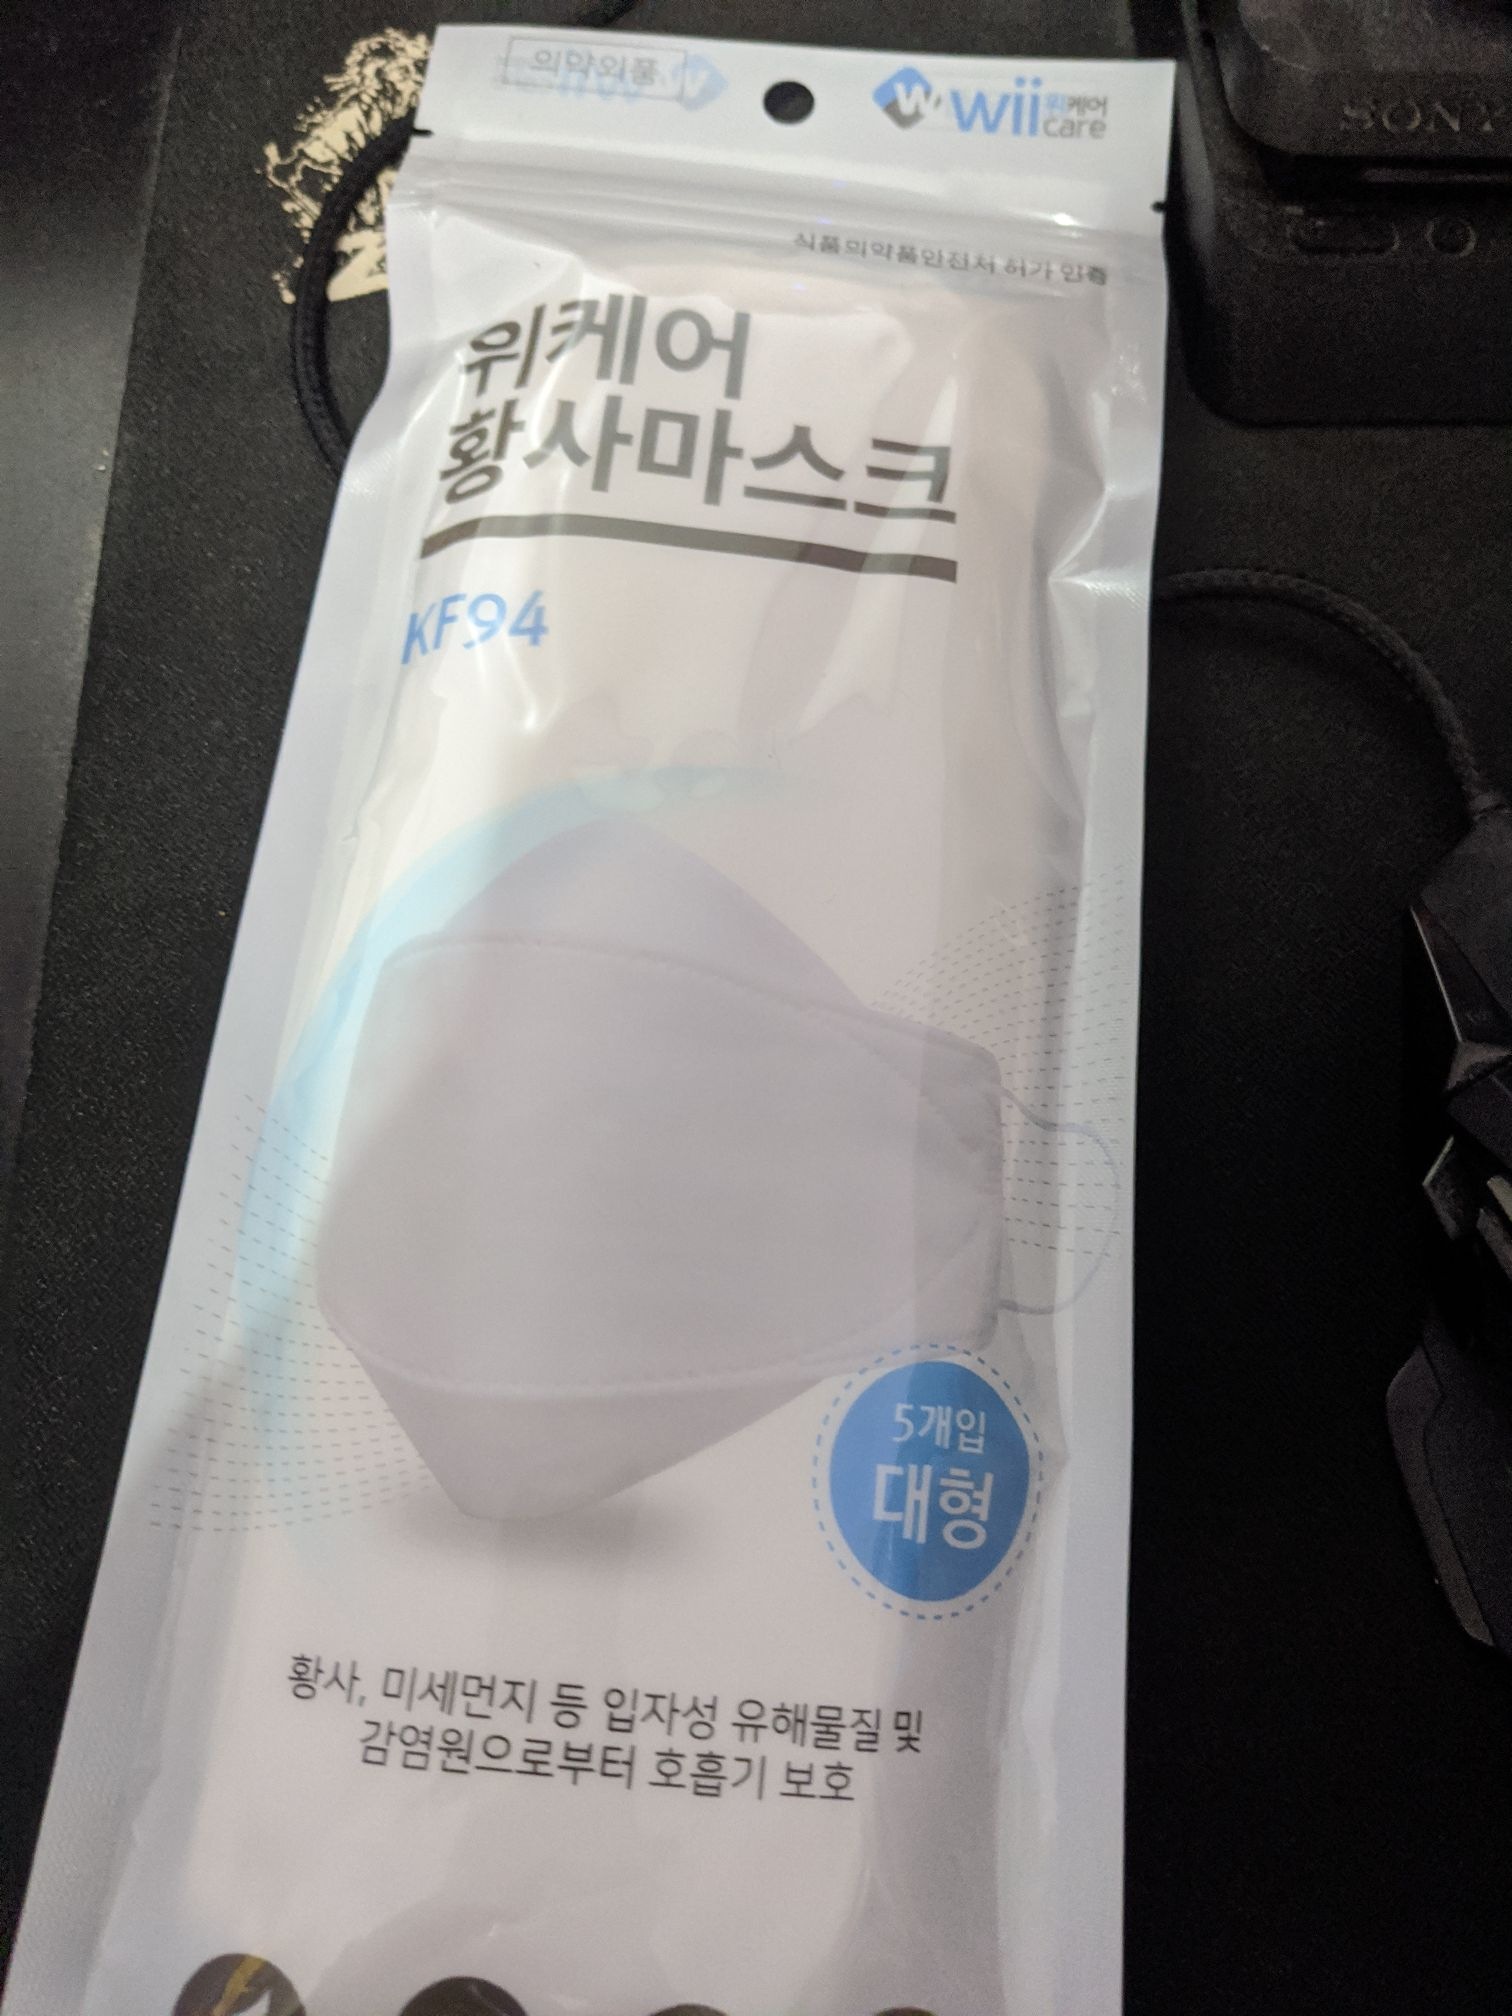 의약외품
W wii 위케어 care
식품의약품안전처 허가 인증
위케어
황사마스크
KF94
5개입
대형
황사, 미세먼지 등 입자성 유해물질 및
감염원으로부터 호흡기 보호
SONY